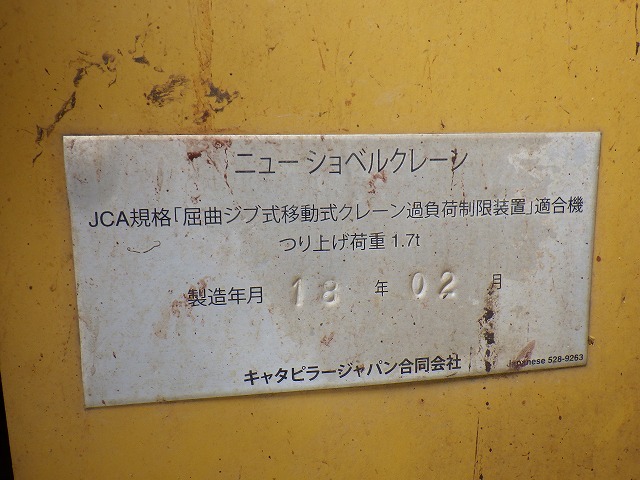 ニューショベルクレーン
JCA規格「屈曲ジブ式移動式クレーン過負荷制限装置」適合機
つり上げ荷重 1.7t
製造年月 18 年 02 月
キャタピラージャパン合同会社
Japanese 528-9263